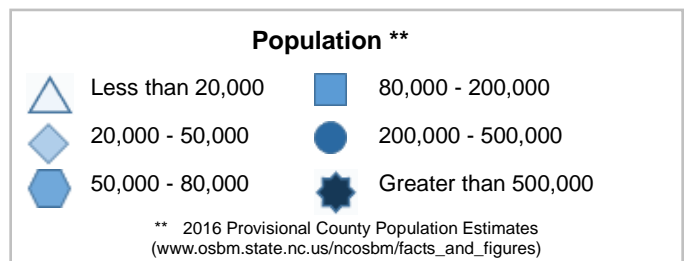 Population **
Less than 20,000
80,000 - 200,000
20,000 - 50,000
200,000 - 500,000
50,000 - 80,000
Greater than 500,000
** 2016 Provisional County Population Estimates
(www.osbm.state.nc.us/ncosbm/facts_and_figures)